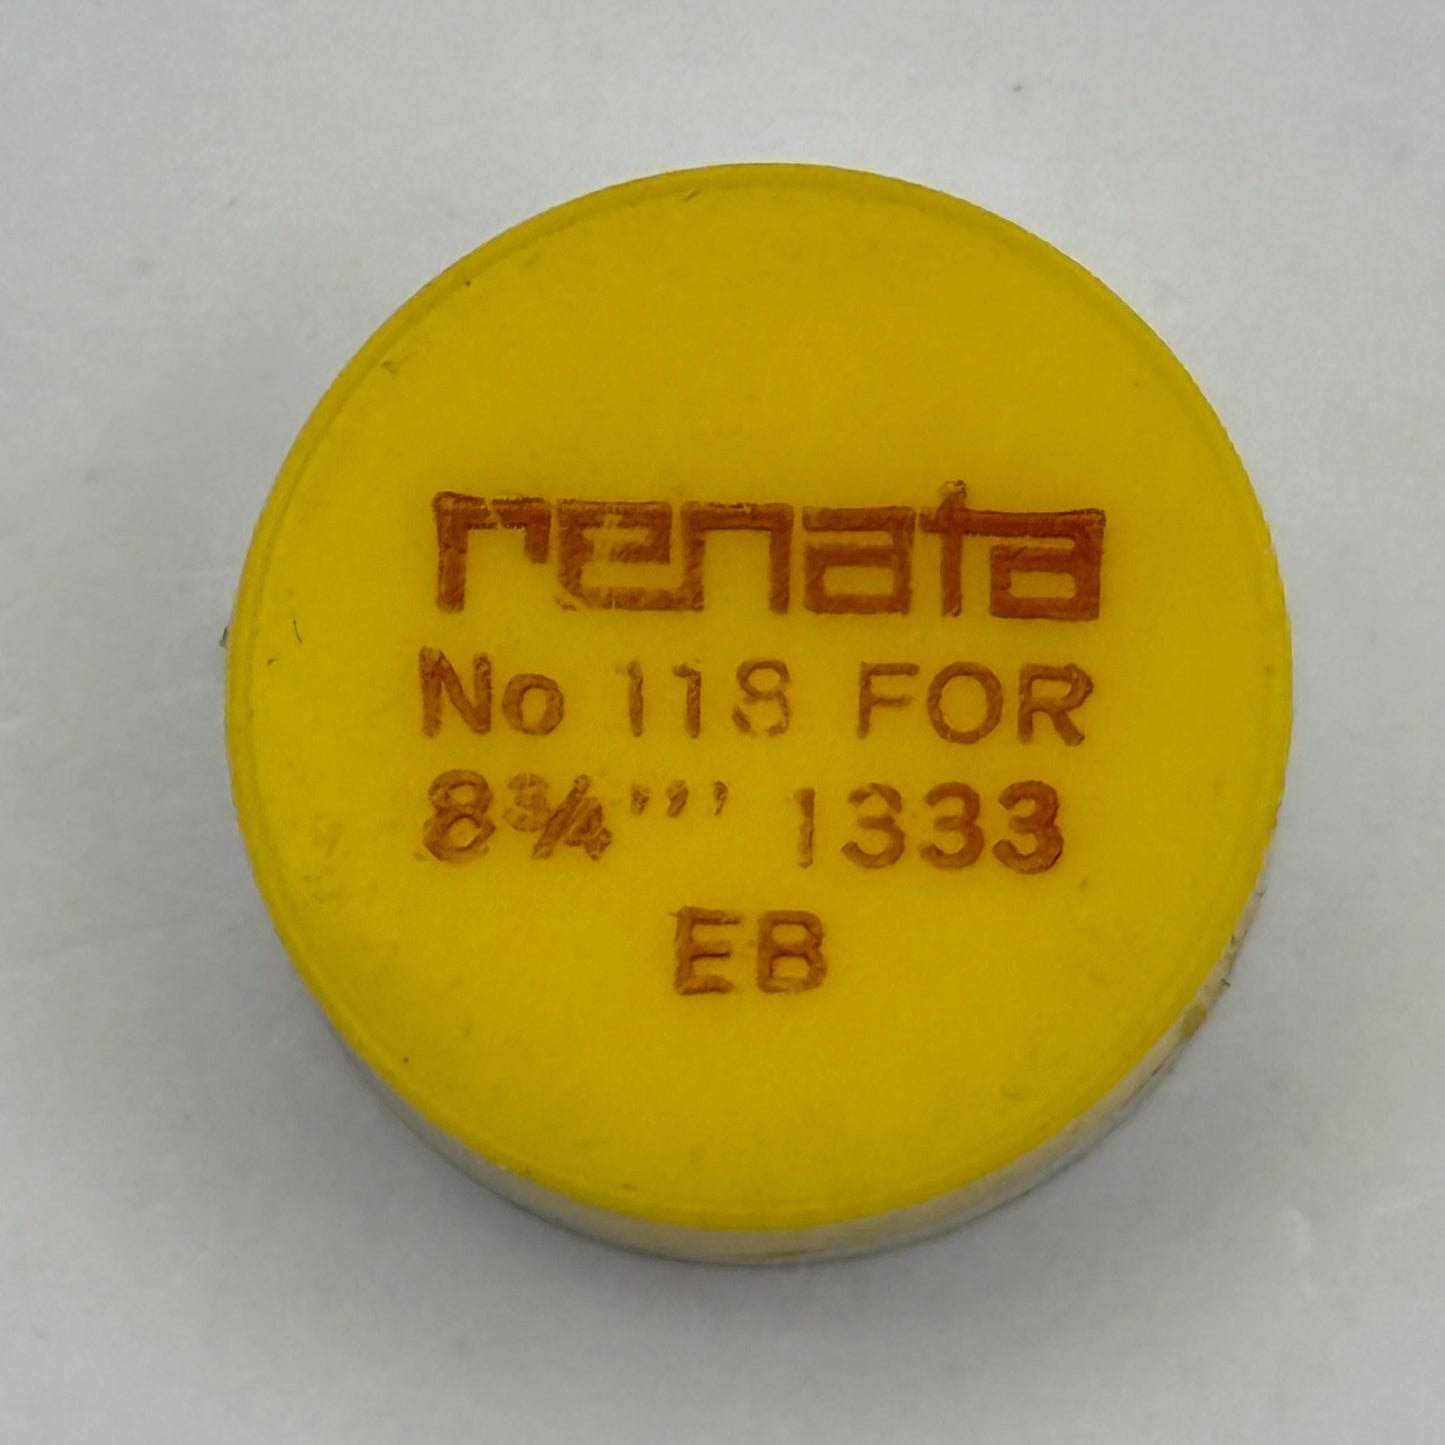 renata
No 118 FOR
8¾''' 1333
EB